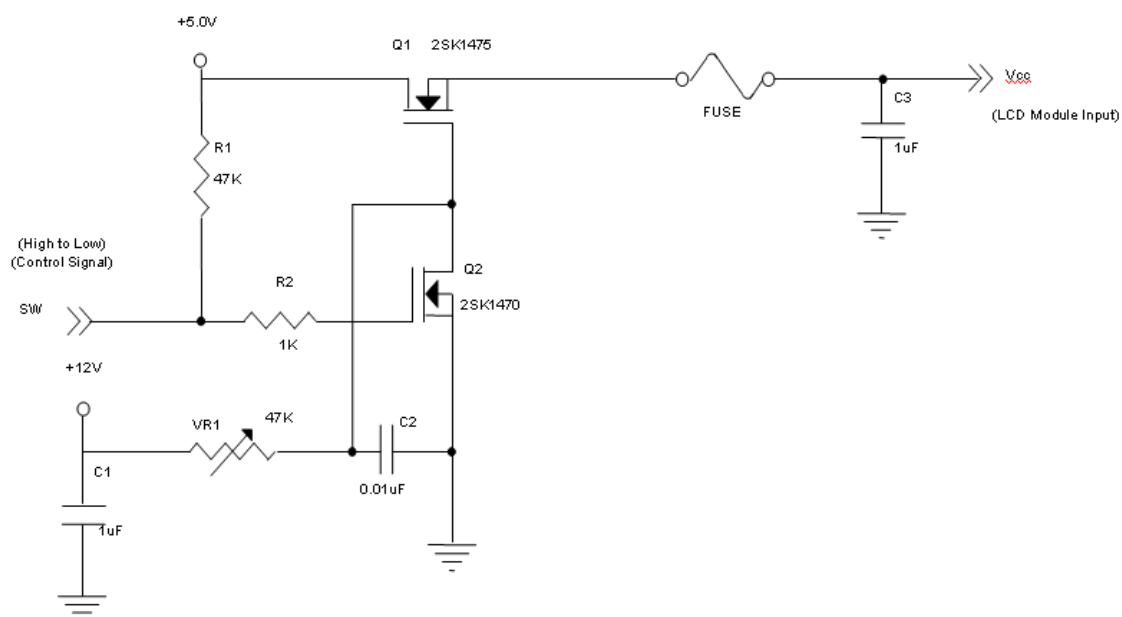 +5.0V
Q1 2SK1475
Vcc
C3
FUSE
(LCD Module Input)
R1
1uF
47K
(High to Low)
(Control Signal)
Q2
R2
SW
2SK1470
1K
+12V
47K
VR1
C2
C1
0.01uF
1uF